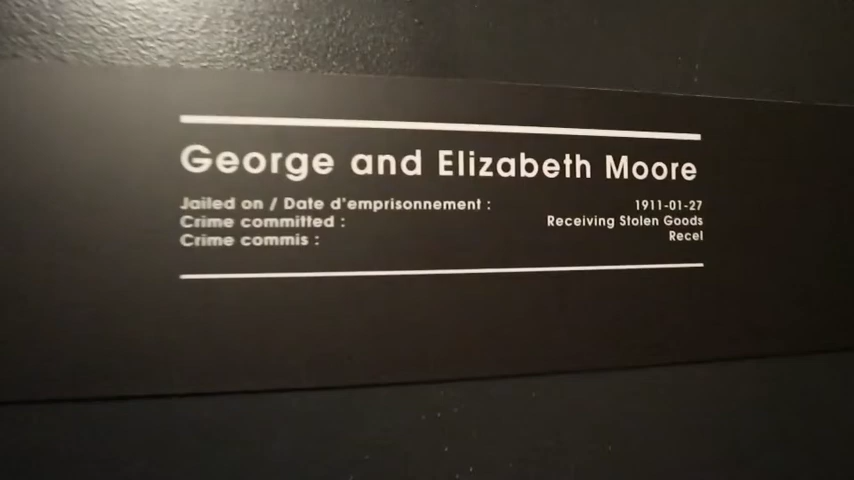 George and Elizabeth Moore
Jailed on / Date d'emprisonnement : 1911-01-27
Crime committed : Receiving Stolen Goods
Crime commis : Recel